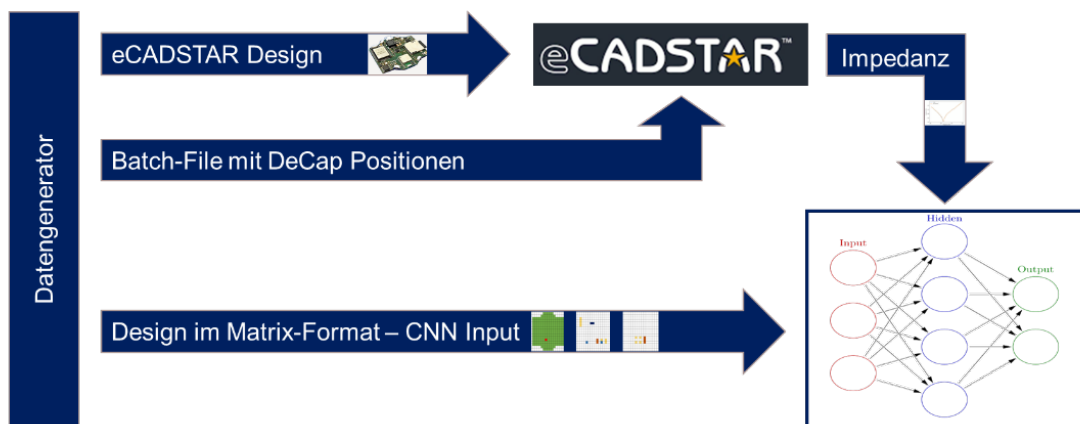 Datengenerator
eCADSTAR Design
eCADSTAR™
Impedanz
Batch-File mit DeCap Positionen
Design im Matrix-Format – CNN Input
Hidden
Input
Output